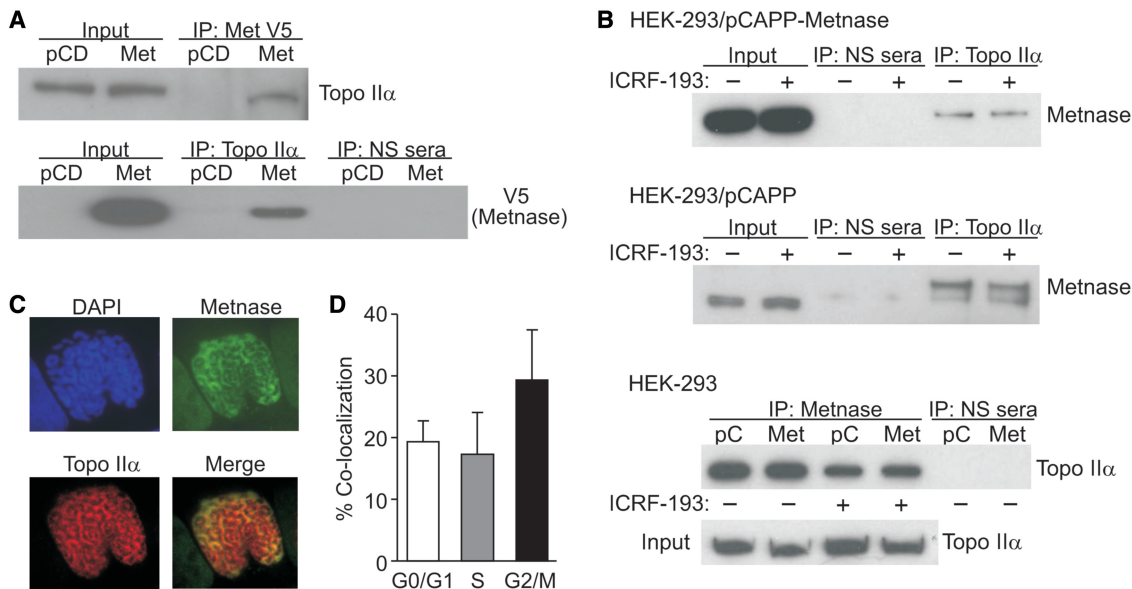 A
Input IP: Met V5
pCD Met pCD Met
Topo IIα
Input IP: Topo IIα IP: NS sera
pCD Met pCD Met pCD Met
V5
(Metnase)
B HEK-293/pCAPP-Metnase
Input IP: NS sera IP: Topo IIα
ICRF-193: − + − + − +
Metnase
HEK-293/pCAPP
Input IP: NS sera IP: Topo IIα
ICRF-193: − + − + − +
Metnase
HEK-293
IP: Metnase IP: NS sera
pC Met pC Met pC Met
Topo IIα
ICRF-193: − − + + − −
Input Topo IIα
C
DAPI Metnase
Topo IIα Merge
D
% Co-localization
40
30
20
10
0
G0/G1 S G2/M